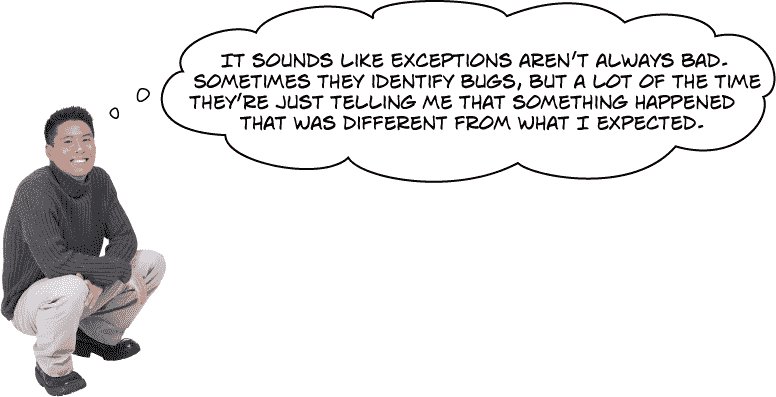 IT SOUNDS LIKE EXCEPTIONS AREN'T ALWAYS BAD.
SOMETIMES THEY IDENTIFY BUGS, BUT A LOT OF THE TIME
THEY'RE JUST TELLING ME THAT SOMETHING HAPPENED
THAT WAS DIFFERENT FROM WHAT I EXPECTED.